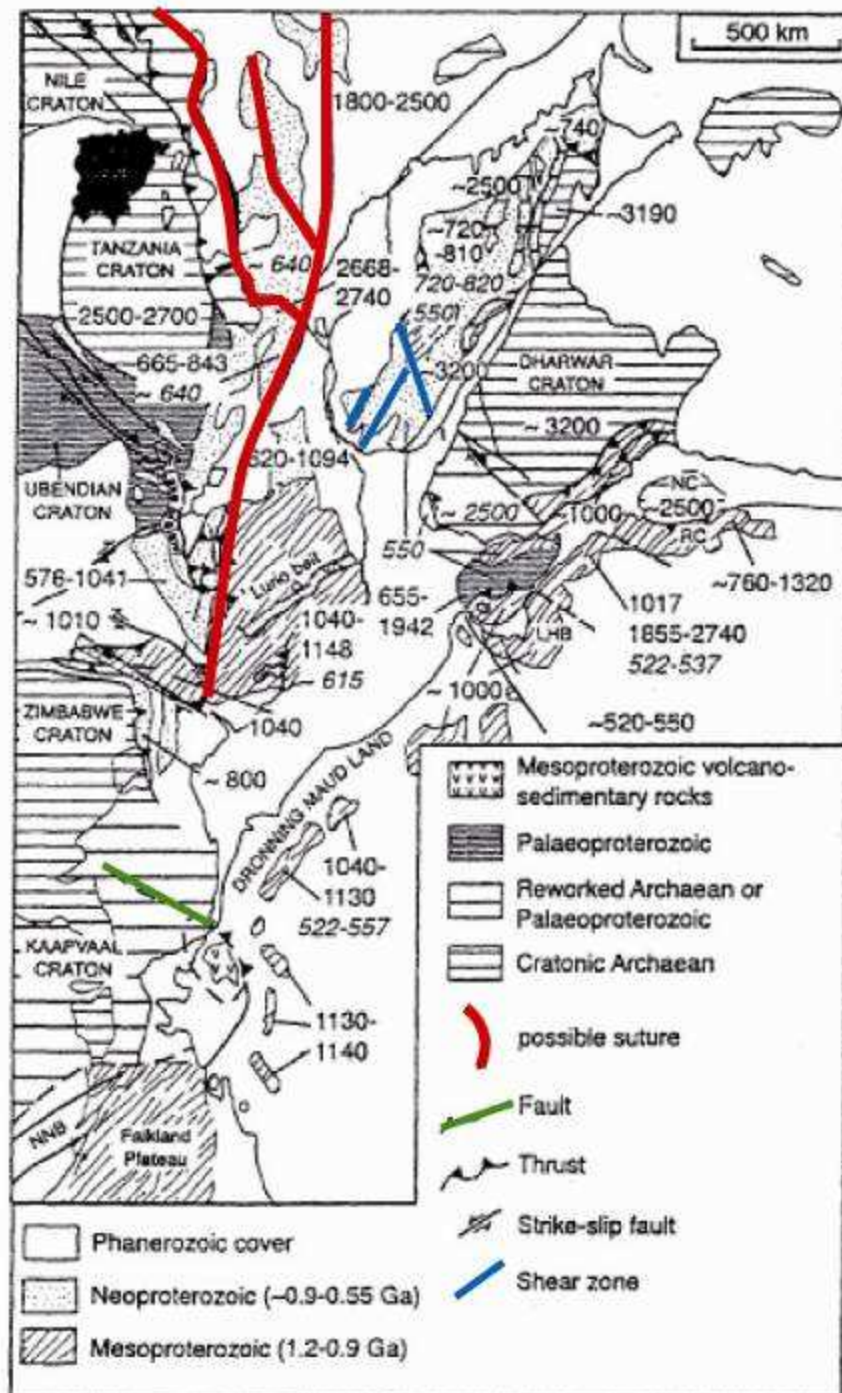 500 km
NILE
CRATON
1800-2500
~740
~2500
~3190
TANZANIA
CRATON
~ 640
2668-
2740
~720
-810
720-820
550
2500-2700
665-843
~ 640
~3200
DHARWAR
CRATON
~ 3200
820-1094
UBENDIAN
CRATON
NC
~2500
~ 2500
~1000
RC
550
576-1041
Lurio belt
~760-1320
655-
1942
1017
1855-2740
522-537
~ 1010
1040-
1148
LHB
~ 615
~ 1000
ZIMBABWE
CRATON
1040
~520-550
~ 800
DRONNING MAUD LAND
1040-
1130
522-557
KAAPVAAL
CRATON
1130-
1140
NNB
Falkland
Plateau
Mesoproterozoic volcano-
sedimentary rocks
Palaeoproterozoic
Reworked Archaean or
Palaeoproterozoic
Cratonic Archaean
possible suture
Fault
Thrust
Strike-slip fault
Shear zone
Phanerozoic cover
Neoproterozoic (~0.9-0.55 Ga)
Mesoproterozoic (1.2-0.9 Ga)